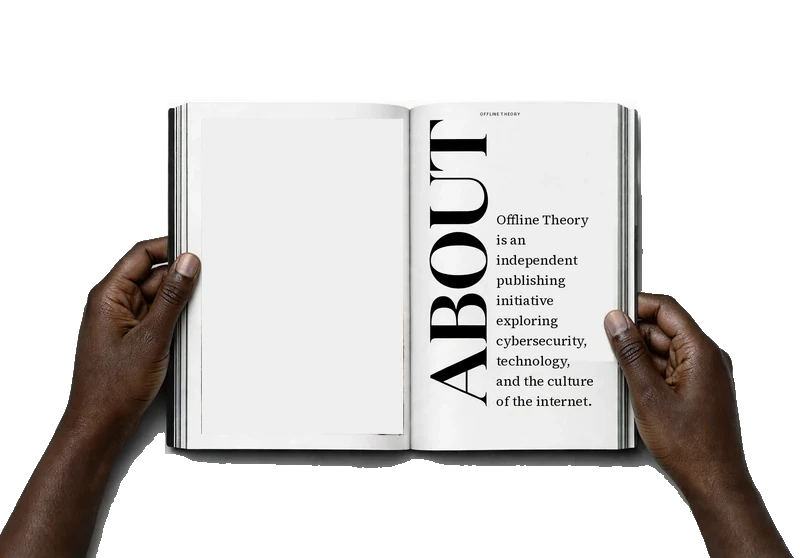 OFFLINE THEORY
ABOUT
Offline Theory
is an
independent
publishing
initiative
exploring
cybersecurity,
technology,
and the culture
of the internet.